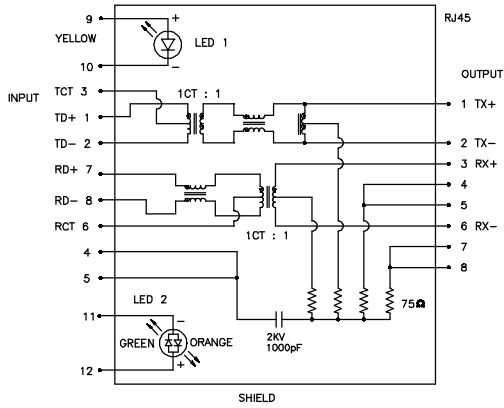 9 + RJ45
YELLOW LED 1
10 −
INPUT OUTPUT
TCT 3 1CT : 1
TD+ 1 1 TX+
TD- 2 2 TX-
RD+ 7 3 RX+
4
RD- 8 5
RCT 6 6 RX-
1CT : 1
4 7
5 8
LED 2
11 − 75Ω
GREEN ORANGE 2KV
1000pF
12 +
SHIELD